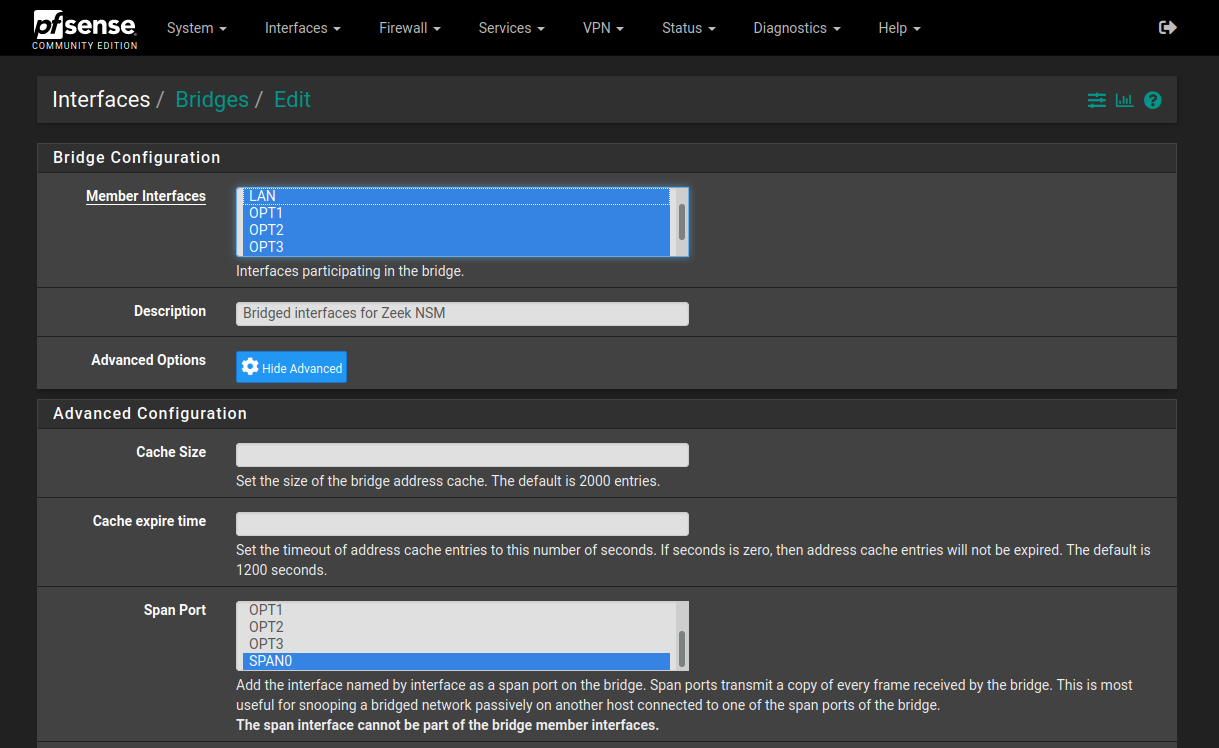 pfsense
COMMUNITY EDITION
System
Interfaces
Firewall
Services
VPN
Status
Diagnostics
Help
Interfaces / Bridges / Edit
Bridge Configuration
Member Interfaces
LAN
OPT1
OPT2
OPT3
Interfaces participating in the bridge.
Description
Bridged interfaces for Zeek NSM
Advanced Options
Hide Advanced
Advanced Configuration
Cache Size
Set the size of the bridge address cache. The default is 2000 entries.
Cache expire time
Set the timeout of address cache entries to this number of seconds. If seconds is zero, then address cache entries will not be expired. The default is
1200 seconds.
Span Port
OPT1
OPT2
OPT3
SPAN0
Add the interface named by interface as a span port on the bridge. Span ports transmit a copy of every frame received by the bridge. This is most
useful for snooping a bridged network passively on another host connected to one of the span ports of the bridge.
The span interface cannot be part of the bridge member interfaces.